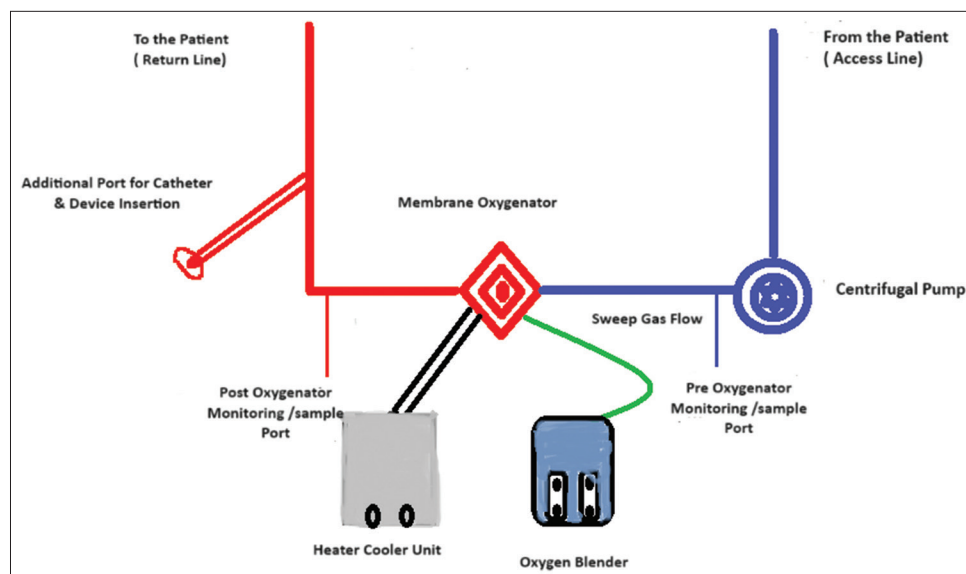 To the Patient
( Return Line)
From the Patient
( Access Line)
Additional Port for Catheter
& Device Insertion
Membrane Oxygenator
Centrifugal Pump
Sweep Gas Flow
Post Oxygenator
Monitoring /sample
Port
Pre Oxygenator
Monitoring /sample
Port
Heater Cooler Unit
Oxygen Blender